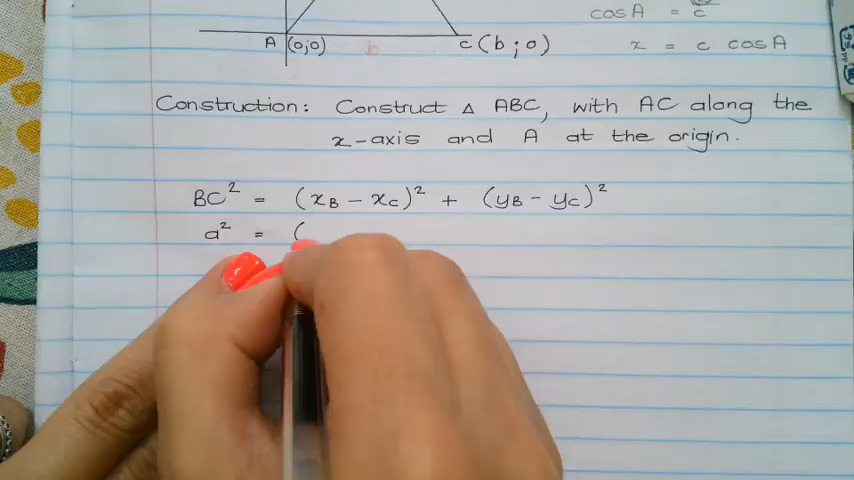 cos A = c
x = c cos A
A (0;0) b C (b ; 0)
Construction: Construct △ ABC, with AC along the
x-axis and A at the origin.
BC² = (x_B - x_C)² + (y_B - y_C)²
a² = (